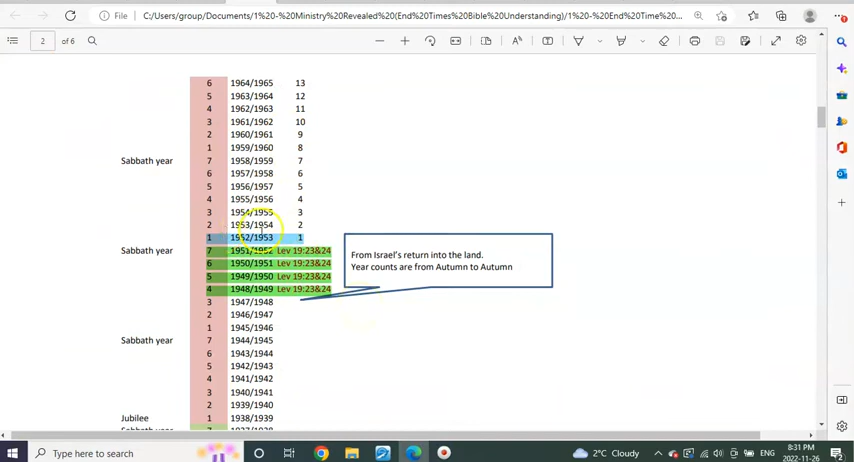 File
C:/Users/group/Documents/1%20-%20Ministry%20Revealed(End%20Times%20Bible%20Understanding)/1%20-%20End%20Time%20...
2 of 6
6 1964/1965 13
5 1963/1964 12
4 1962/1963 11
3 1961/1962 10
2 1960/1961 9
1 1959/1960 8
Sabbath year 7 1958/1959 7
6 1957/1958 6
5 1956/1957 5
4 1955/1956 4
3 1954/1955 3
2 1953/1954 2
1 1952/1953 1
Sabbath year 7 1951/1952 Lev 19:23&24
6 1950/1951 Lev 19:23&24
5 1949/1950 Lev 19:23&24
4 1948/1949 Lev 19:23&24
From Israel's return into the land.
Year counts are from Autumn to Autumn
3 1947/1948
2 1946/1947
1 1945/1946
Sabbath year 7 1944/1945
6 1943/1944
5 1942/1943
4 1941/1942
3 1940/1941
2 1939/1940
Jubilee 1 1938/1939
Sabbath year 7 1937/1938
Type here to search
2°C Cloudy
ENG
8:31 PM
2022-11-26